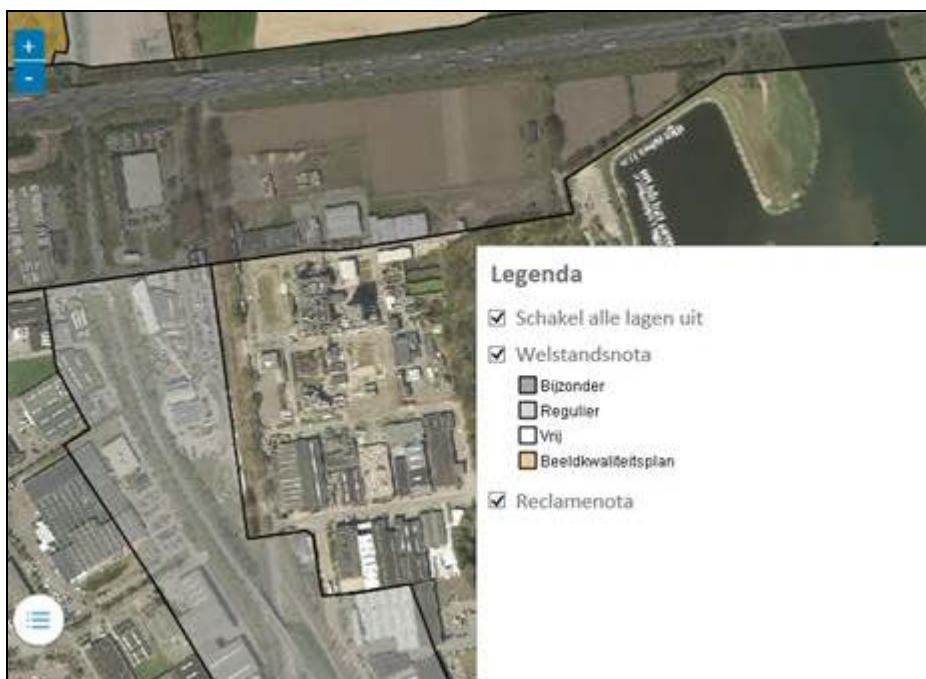 +
-
Legenda
Schakel alle lagen uit
Welstandsnota
Bijzonder
Regulier
Vrij
Beeldkwaliteitsplan
Reclamenota